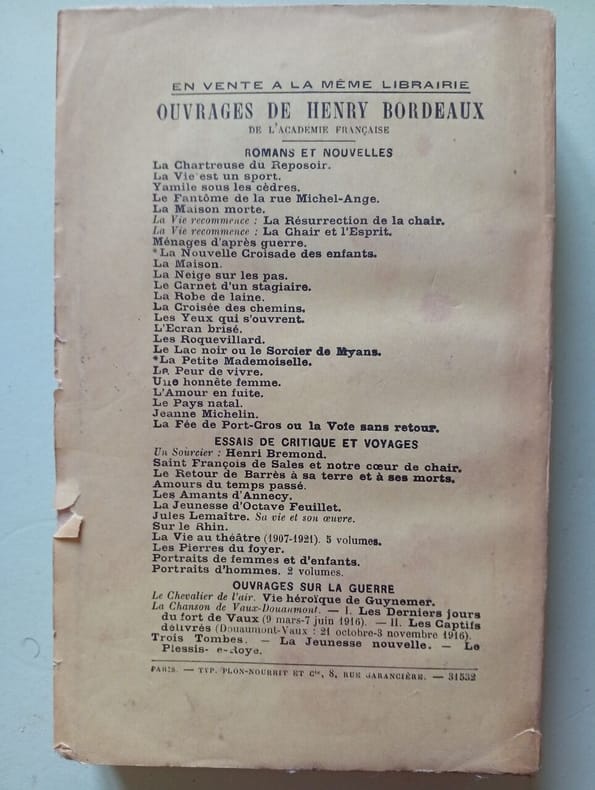 EN VENTE A LA MÊME LIBRAIRIE
OUVRAGES DE HENRY BORDEAUX
DE L'ACADÉMIE FRANÇAISE
ROMANS ET NOUVELLES
La Chartreuse du Reposoir.
La Vie est un sport.
Yamile sous les cèdres.
Le Fantôme de la rue Michel-Ange.
La Maison morte.
La Vie recommence : La Résurrection de la chair.
La Vie recommence : La Chair et l'Esprit.
Ménages d'après guerre.
*La Nouvelle Croisade des enfants.
La Maison.
La Neige sur les pas.
Le Carnet d'un stagiaire.
La Robe de laine.
La Croisée des chemins.
Les Yeux qui s'ouvrent.
L'Ecran brisé.
Les Roquevillard.
Le Lac noir ou le Sorcier de Myans.
*La Petite Mademoiselle.
La Peur de vivre.
Une honnête femme.
L'Amour en fuite.
Le Pays natal.
Jeanne Michelin.
La Fée de Port-Cros ou la Voie sans retour.
ESSAIS DE CRITIQUE ET VOYAGES
Un Sourcier : Henri Bremond.
Saint François de Sales et notre cœur de chair.
Le Retour de Barrès à sa terre et à ses morts.
Amours du temps passé.
Les Amants d'Annecy.
La Jeunesse d'Octave Feuillet.
Jules Lemaître. Sa vie et son œuvre.
Sur le Rhin.
La Vie au théâtre (1907-1921). 5 volumes.
Les Pierres du foyer.
Portraits de femmes et d'enfants.
Portraits d'hommes. 2 volumes.
OUVRAGES SUR LA GUERRE
Le Chevalier de l'air. Vie héroïque de Guynemer.
La Chanson de Vaux-Douaumont. — I. Les Derniers jours
du fort de Vaux (9 mars-7 juin 1916). — II. Les Captifs
délivrés (Douaumont-Vaux : 21 octobre-3 novembre 1916).
Trois Tombes. — La Jeunesse nouvelle. — Le
Plessis- e-Roye.
PARIS. — TYP. PLON-NOURRIT ET Cie, 8, RUE GARANCIÈRE. — 31532